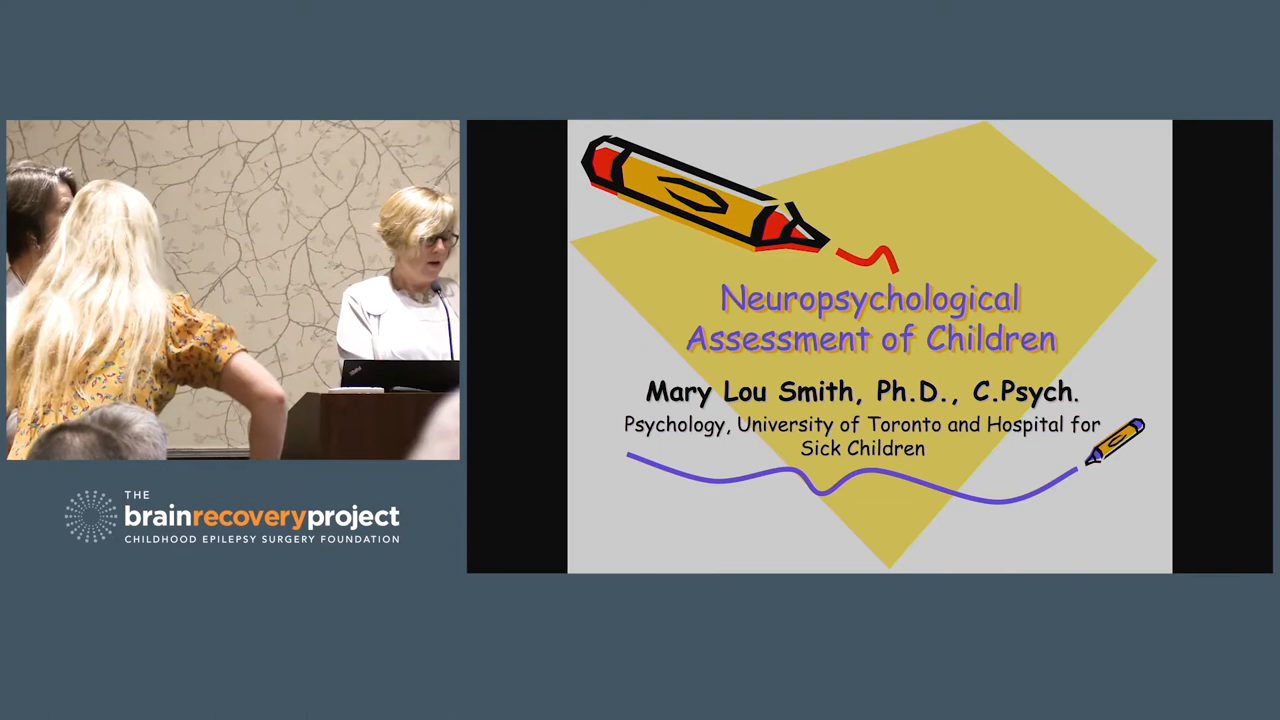 Neuropsychological
Assessment of Children
Mary Lou Smith, Ph.D., C.Psych.
Psychology, University of Toronto and Hospital for
Sick Children
THE
brainrecoveryproject
CHILDHOOD EPILEPSY SURGERY FOUNDATION